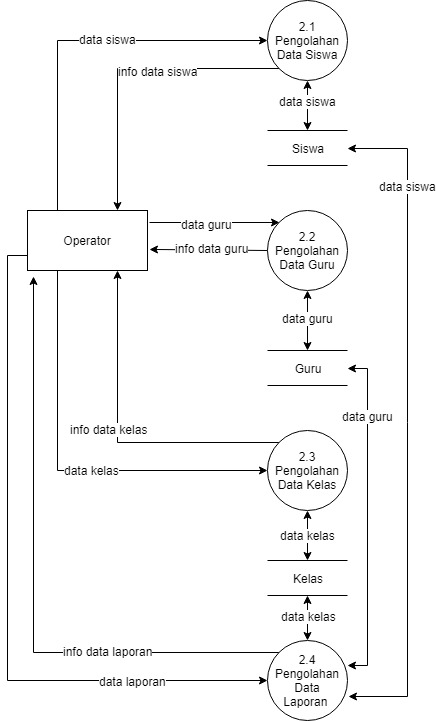 2.1
Pengolahan
Data Siswa
data siswa
info data siswa
data siswa
Siswa
data siswa
Operator
data guru
info data guru
2.2
Pengolahan
Data Guru
data guru
Guru
data guru
info data kelas
data kelas
2.3
Pengolahan
Data Kelas
data kelas
Kelas
data kelas
info data laporan
data laporan
2.4
Pengolahan
Data
Laporan